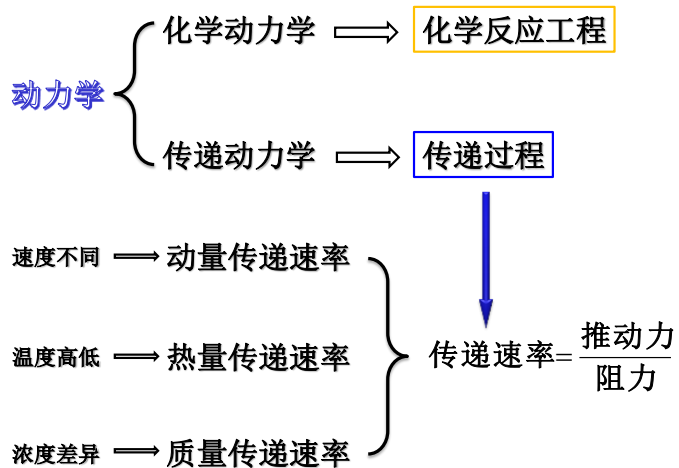 化学动力学
化学反应工程
动力学
传递动力学
传递过程
速度不同
动量传递速率
温度高低
热量传递速率
传递速率=推动力/阻力
浓度差异
质量传递速率